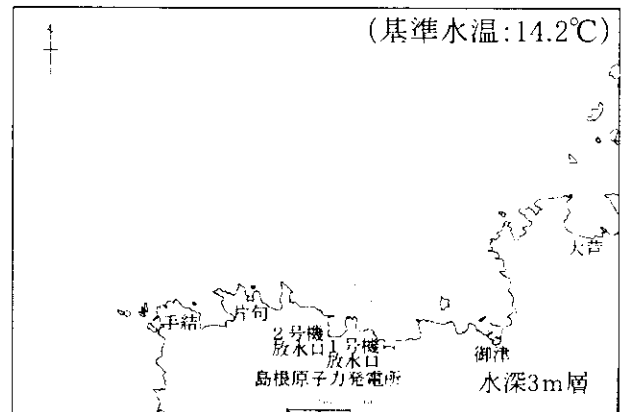 (基準水温:14.2℃)
大芦
片句
手結
2号機
放水口
1号機
放水口
御津
島根原子力発電所
水深3m層